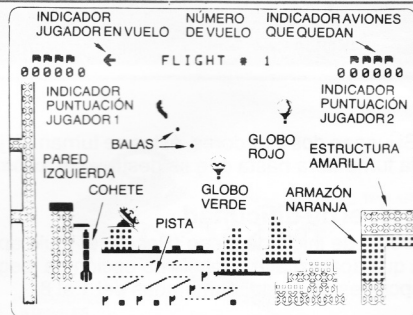 INDICADOR
JUGADOR EN VUELO
NÚMERO
DE VUELO
INDICADOR AVIONES
QUE QUEDAN
FLIGHT # 1
000000
000000
INDICADOR
PUNTUACIÓN
JUGADOR 1
INDICADOR
PUNTUACIÓN
JUGADOR 2
BALAS
GLOBO
ROJO
ESTRUCTURA
AMARILLA
PARED
IZQUIERDA
COHETE
GLOBO
VERDE
ARMAZÓN
NARANJA
PISTA